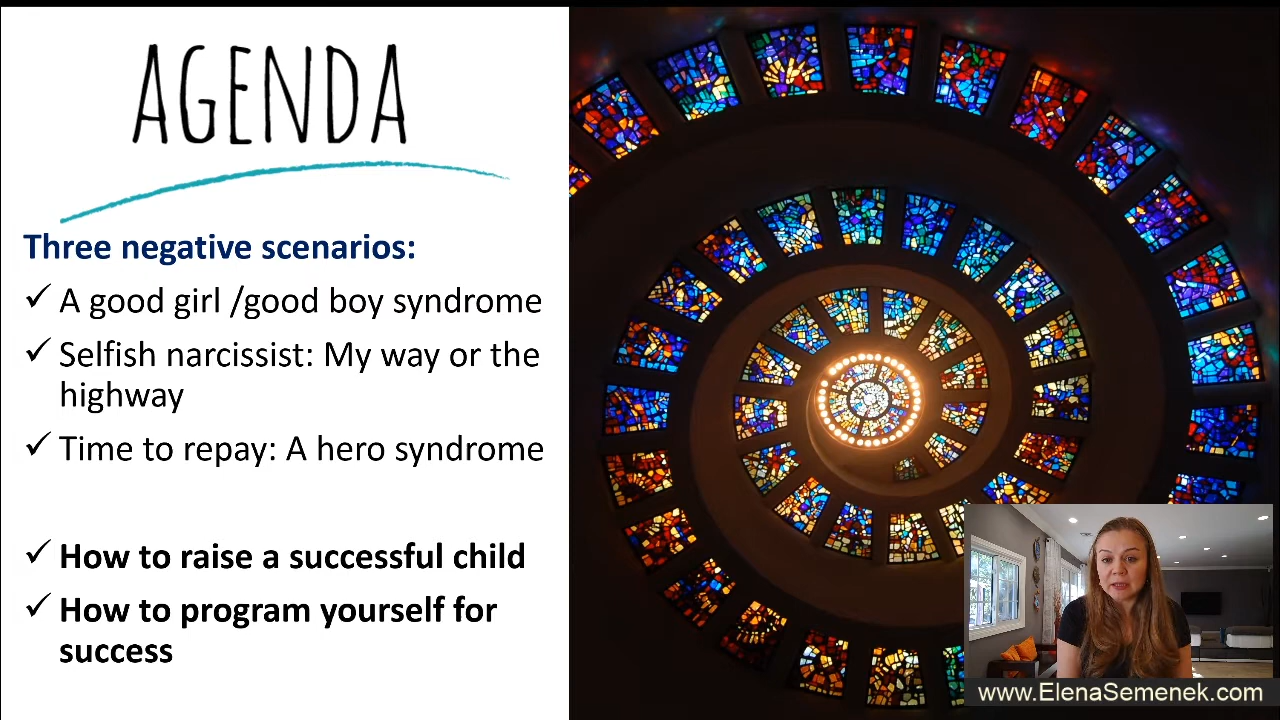 AGENDA
Three negative scenarios:
✓ A good girl /good boy syndrome
✓ Selfish narcissist: My way or the
highway
✓ Time to repay: A hero syndrome
✓ How to raise a successful child
✓ How to program yourself for
success
www.ElenaSemenek.com